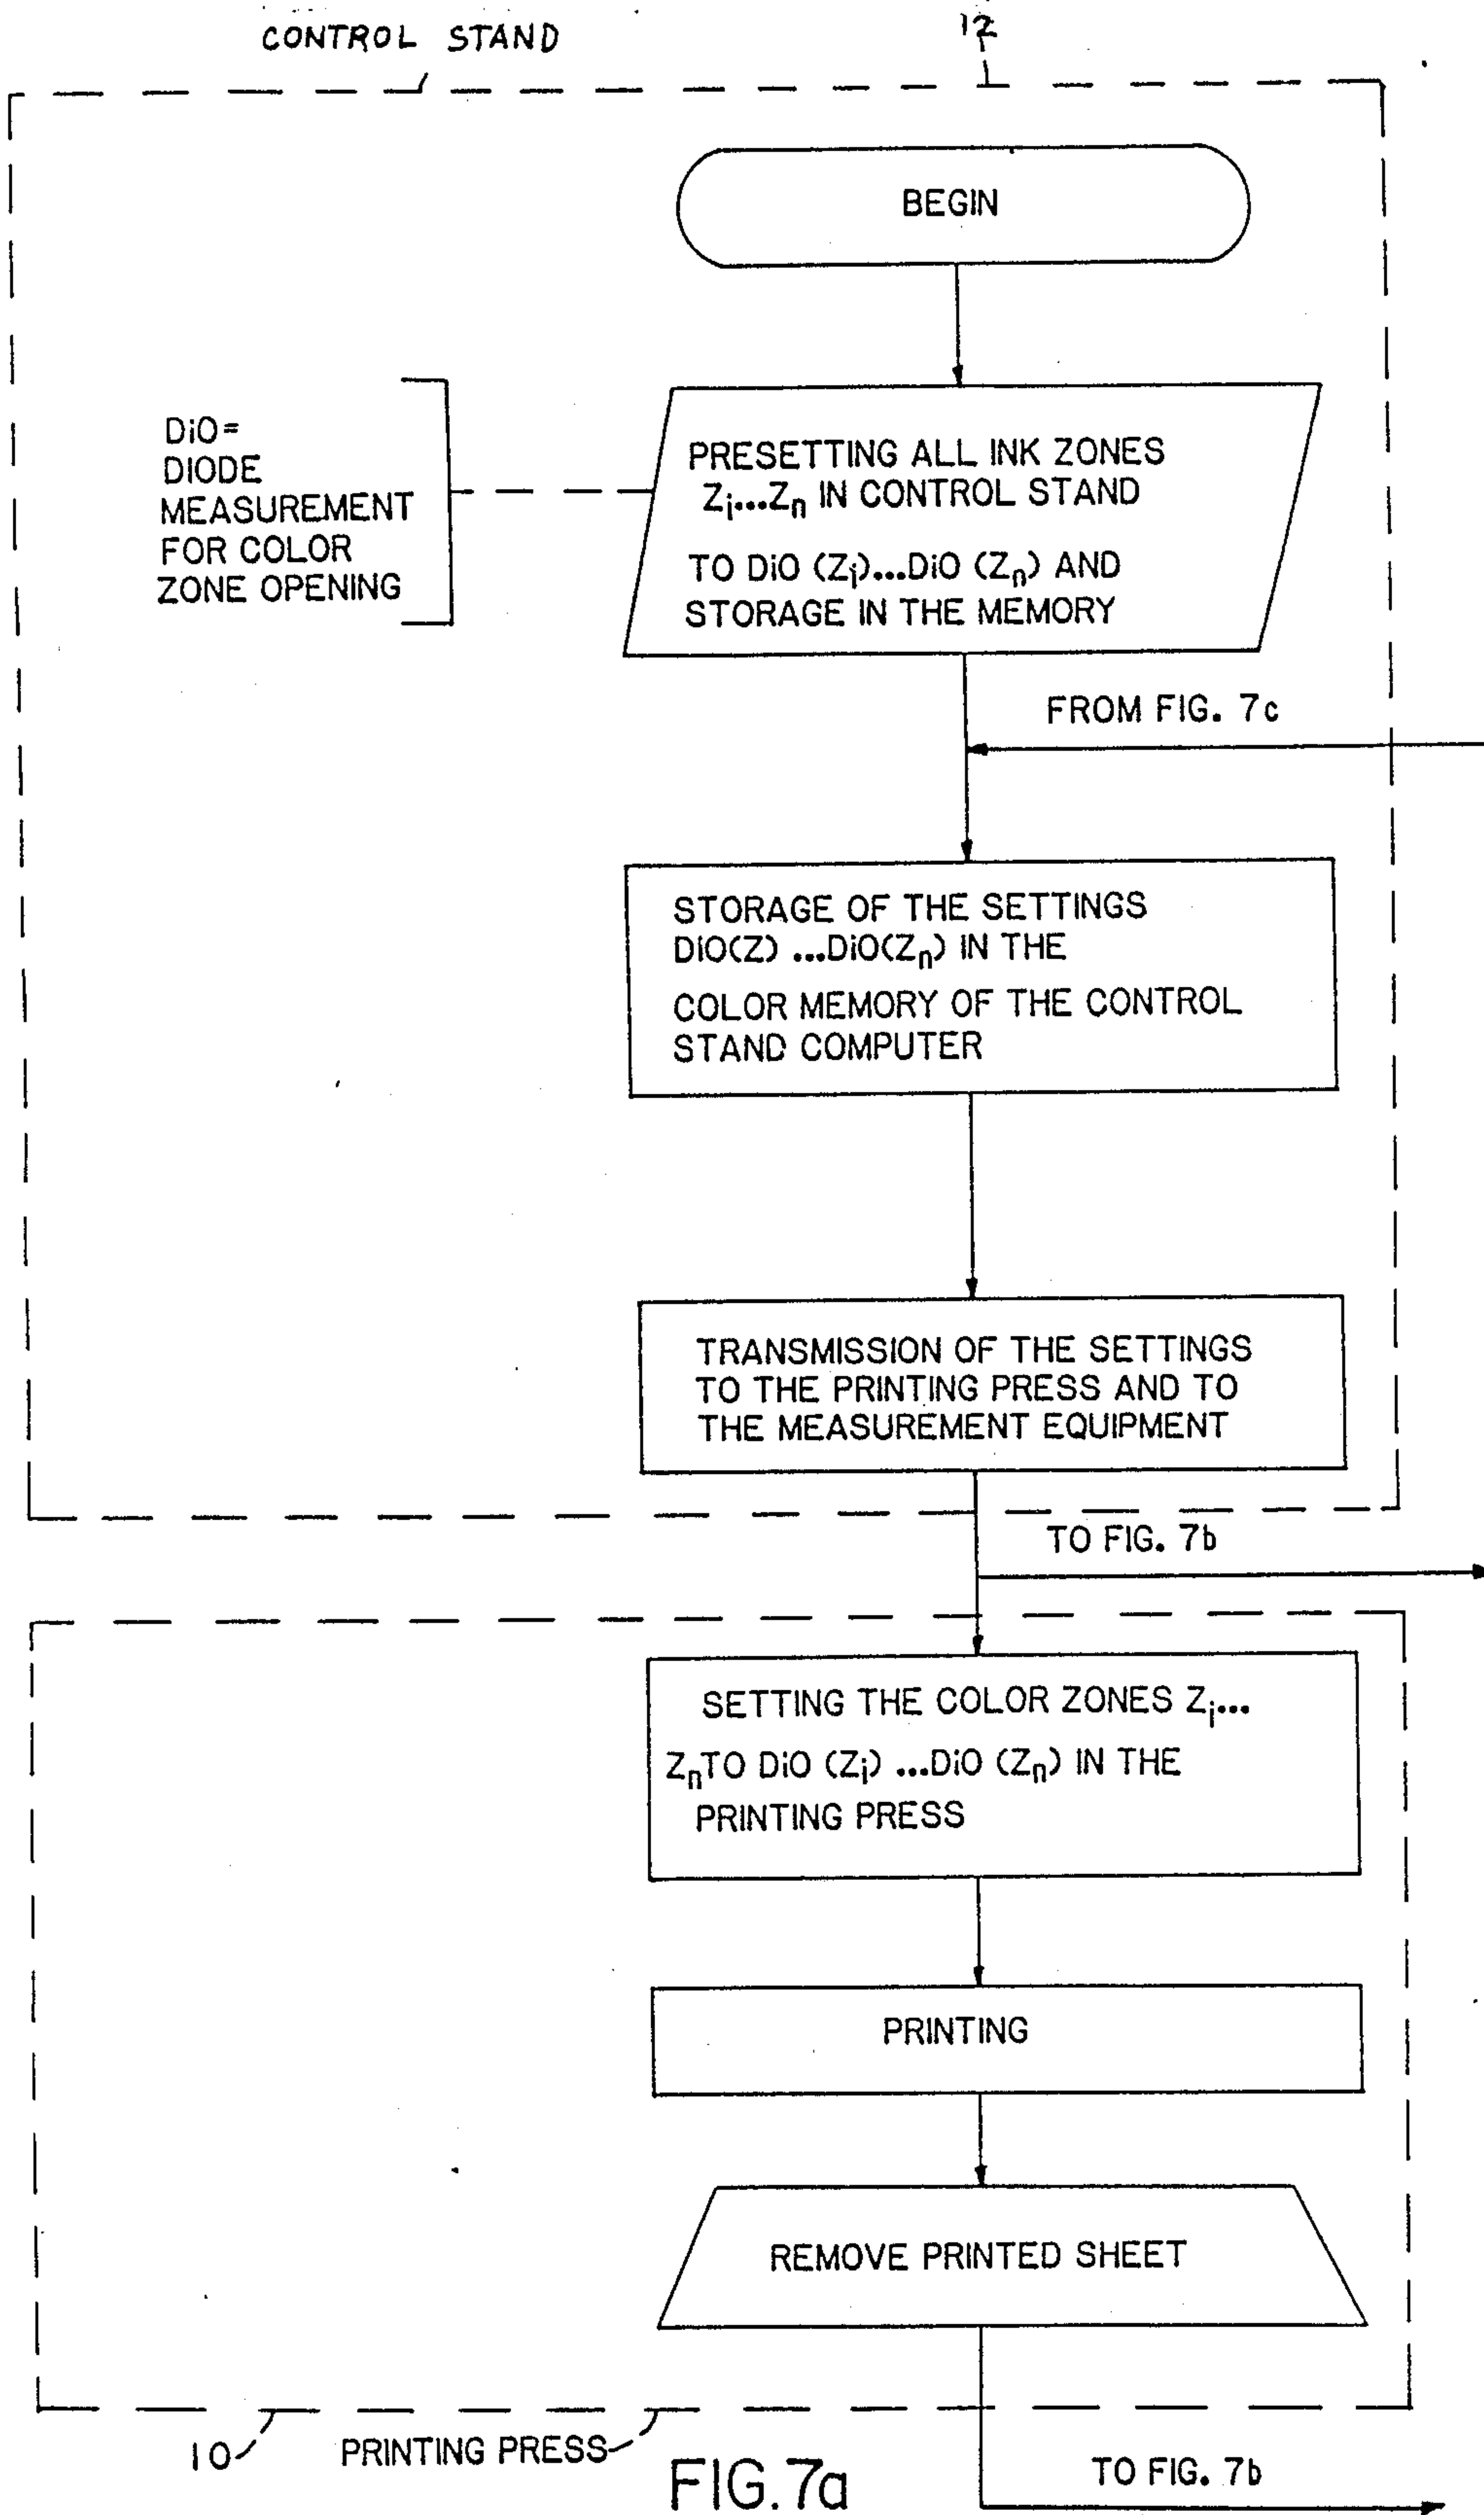 CONTROL STAND
12
BEGIN
DiO=
DIODE
MEASUREMENT
FOR COLOR
ZONE OPENING
PRESETTING ALL INK ZONES
Zi...Zn IN CONTROL STAND
TO DiO (Zi)...DiO (Zn) AND
STORAGE IN THE MEMORY
FROM FIG. 7c
STORAGE OF THE SETTINGS
DiO(Z) ...DiO(Zn) IN THE
COLOR MEMORY OF THE CONTROL
STAND COMPUTER
TRANSMISSION OF THE SETTINGS
TO THE PRINTING PRESS AND TO
THE MEASUREMENT EQUIPMENT
TO FIG. 7b
SETTING THE COLOR ZONES Zi...
Zn TO DiO (Zi) ...DiO (Zn) IN THE
PRINTING PRESS
PRINTING
REMOVE PRINTED SHEET
10
PRINTING PRESS
FIG.7a
TO FIG. 7b